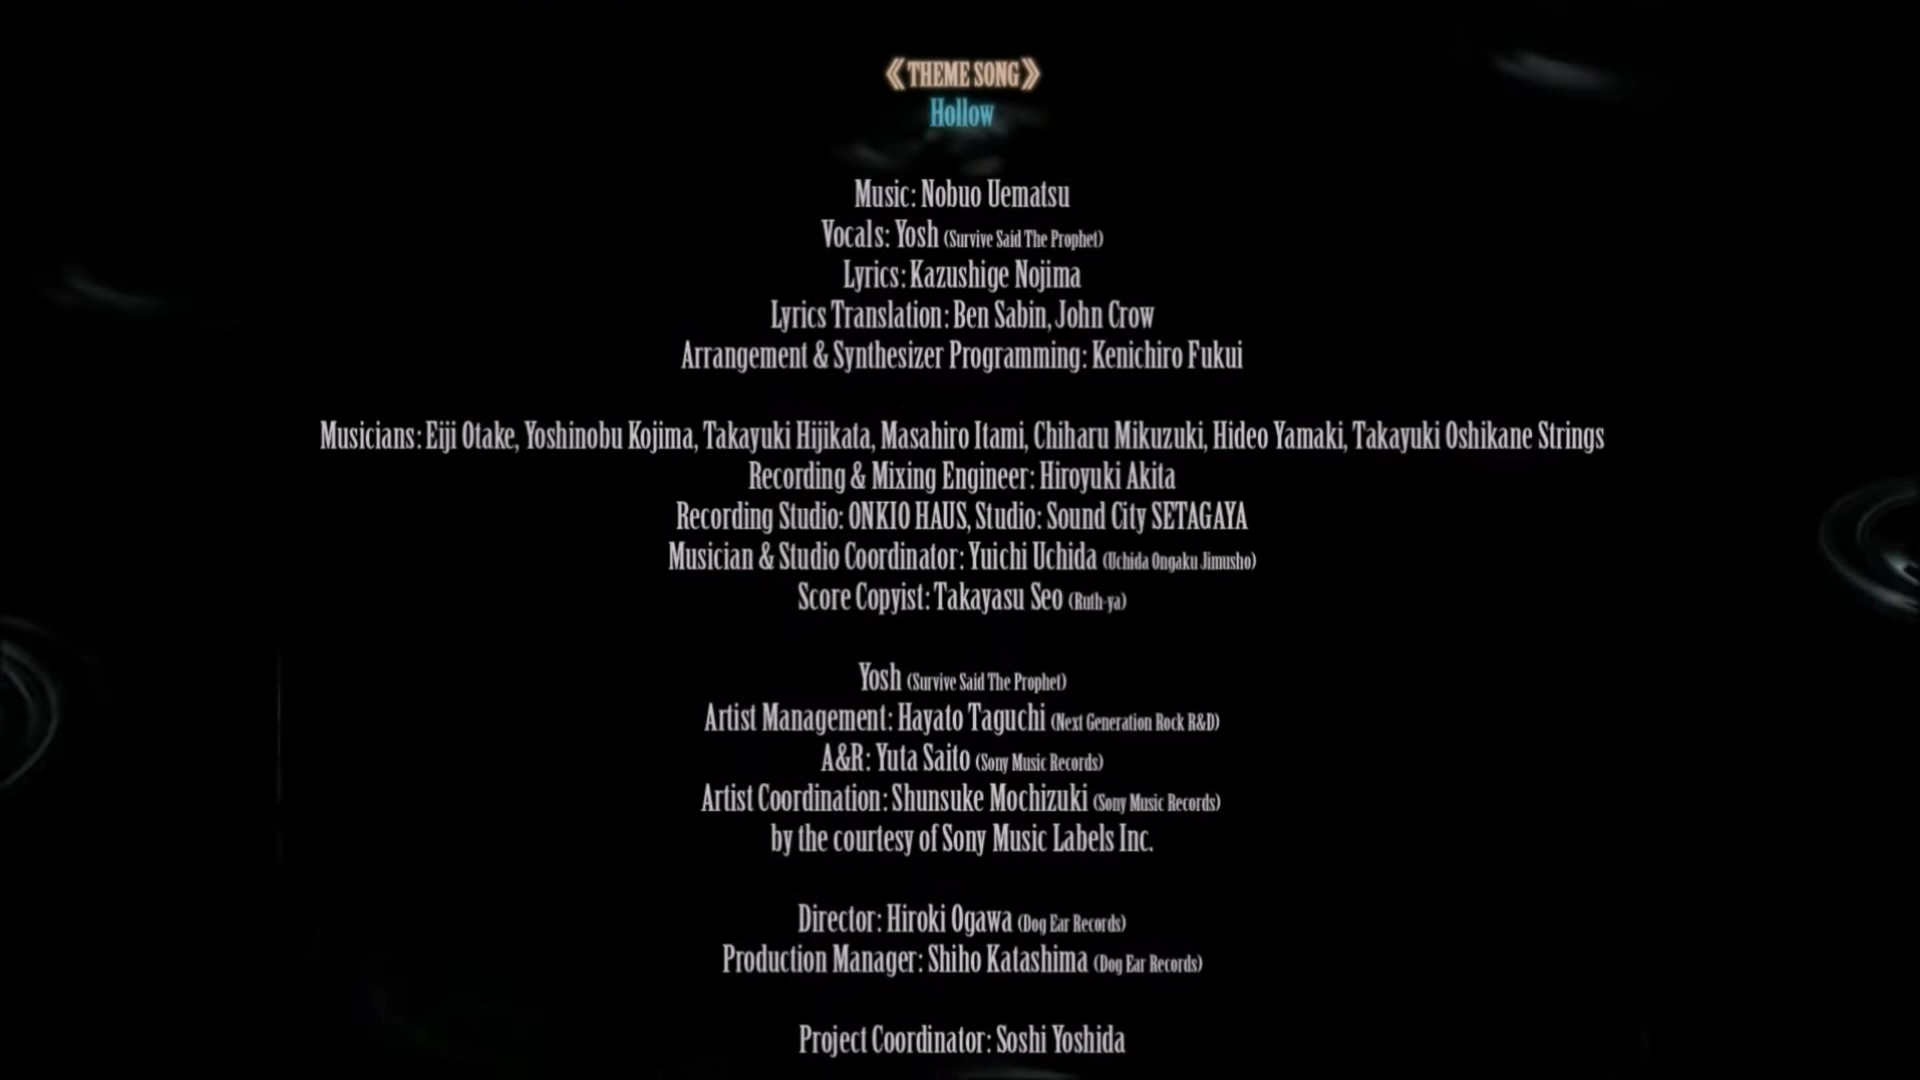 《THEME SONG》
Hollow
Music: Nobuo Uematsu
Vocals: Yosh (Survive Said The Prophet)
Lyrics: Kazushige Nojima
Lyrics Translation: Ben Sabin, John Crow
Arrangement & Synthesizer Programming: Kenichiro Fukui
Musicians: Eiji Otake, Yoshinobu Kojima, Takayuki Hijikata, Masahiro Itami, Chiharu Mikuzuki, Hideo Yamaki, Takayuki Oshikane Strings
Recording & Mixing Engineer: Hiroyuki Akita
Recording Studio: ONKIO HAUS, Studio: Sound City SETAGAYA
Musician & Studio Coordinator: Yuichi Uchida (Uchida Ongaku Jimusho)
Score Copyist: Takayasu Seo (Ruth-ya)
Yosh (Survive Said The Prophet)
Artist Management: Hayato Taguchi (Next Generation Rock R&D)
A&R: Yuta Saito (Sony Music Records)
Artist Coordination: Shunsuke Mochizuki (Sony Music Records)
by the courtesy of Sony Music Labels Inc.
Director: Hiroki Ogawa (Dog Ear Records)
Production Manager: Shiho Katashima (Dog Ear Records)
Project Coordinator: Soshi Yoshida